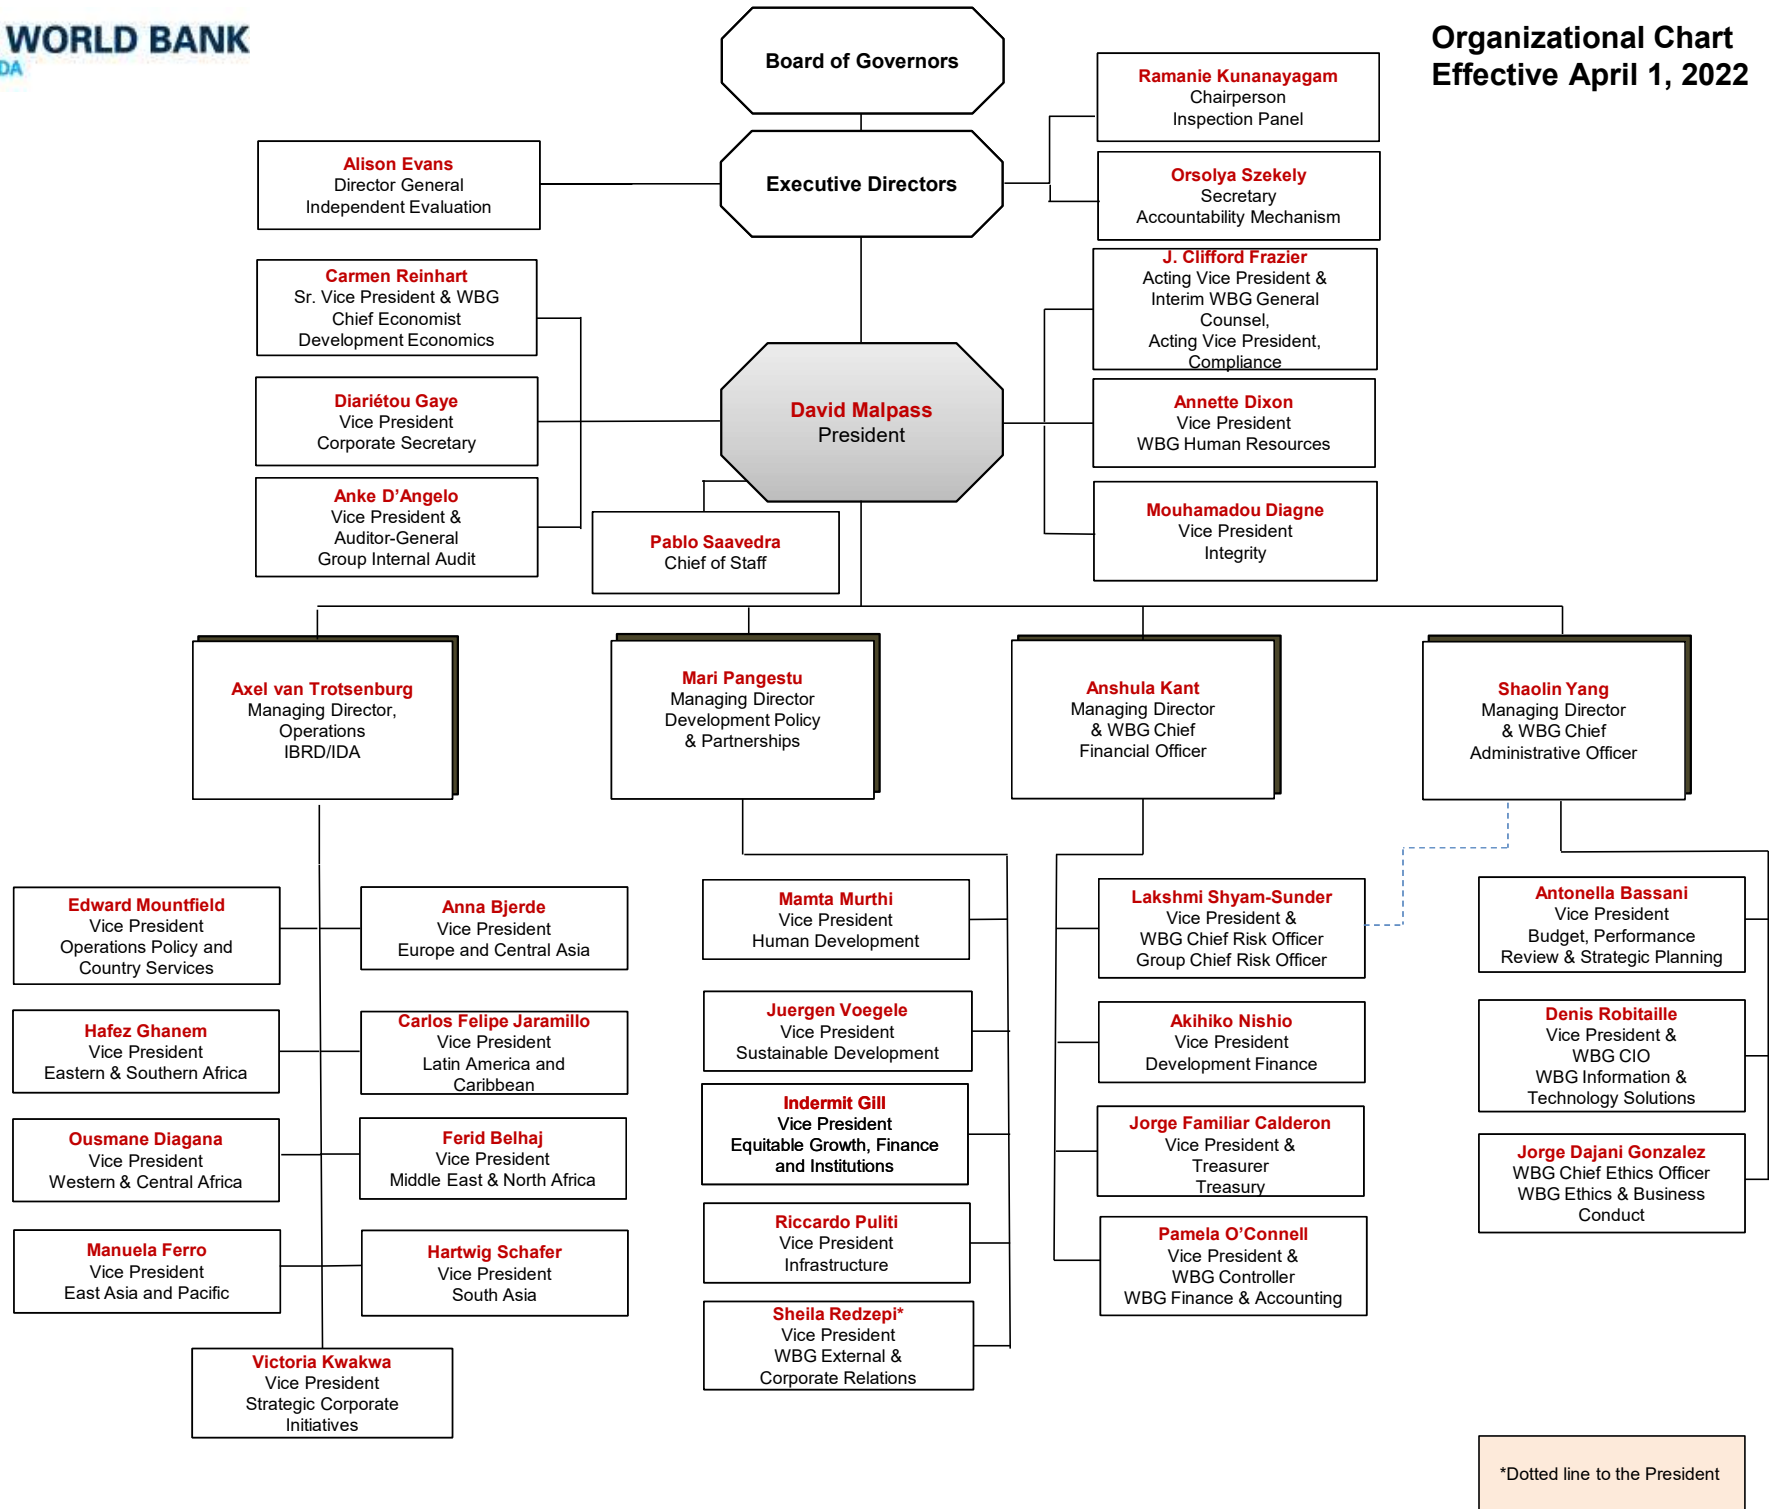 WORLD BANK
DA
Organizational Chart
Effective April 1, 2022
Board of Governors
Executive Directors
Ramanie Kunanayagam
Chairperson
Inspection Panel
Alison Evans
Director General
Independent Evaluation
Orsolya Szekely
Secretary
Accountability Mechanism
Carmen Reinhart
Sr. Vice President & WBG
Chief Economist
Development Economics
J. Clifford Frazier
Acting Vice President &
Interim WBG General
Counsel,
Acting Vice President,
Compliance
Diariétou Gaye
Vice President
Corporate Secretary
David Malpass
President
Annette Dixon
Vice President
WBG Human Resources
Anke D’Angelo
Vice President &
Auditor-General
Group Internal Audit
Pablo Saavedra
Chief of Staff
Mouhamadou Diagne
Vice President
Integrity
Axel van Trotsenburg
Managing Director,
Operations
IBRD/IDA
Mari Pangestu
Managing Director
Development Policy
& Partnerships
Anshula Kant
Managing Director
& WBG Chief
Financial Officer
Shaolin Yang
Managing Director
& WBG Chief
Administrative Officer
Edward Mountfield
Vice President
Operations Policy and
Country Services
Anna Bjerde
Vice President
Europe and Central Asia
Hafez Ghanem
Vice President
Eastern & Southern Africa
Carlos Felipe Jaramillo
Vice President
Latin America and
Caribbean
Ousmane Diagana
Vice President
Western & Central Africa
Ferid Belhaj
Vice President
Middle East & North Africa
Manuela Ferro
Vice President
East Asia and Pacific
Hartwig Schafer
Vice President
South Asia
Victoria Kwakwa
Vice President
Strategic Corporate
Initiatives
Mamta Murthi
Vice President
Human Development
Juergen Voegele
Vice President
Sustainable Development
Indermit Gill
Vice President
Equitable Growth, Finance
and Institutions
Riccardo Puliti
Vice President
Infrastructure
Sheila Redzepi*
Vice President
WBG External &
Corporate Relations
Lakshmi Shyam-Sunder
Vice President &
WBG Chief Risk Officer
Group Chief Risk Officer
Akihiko Nishio
Vice President
Development Finance
Jorge Familiar Calderon
Vice President &
Treasurer
Treasury
Pamela O’Connell
Vice President &
WBG Controller
WBG Finance & Accounting
Antonella Bassani
Vice President
Budget, Performance
Review & Strategic Planning
Denis Robitaille
Vice President &
WBG CIO
WBG Information &
Technology Solutions
Jorge Dajani Gonzalez
WBG Chief Ethics Officer
WBG Ethics & Business
Conduct
*Dotted line to the President